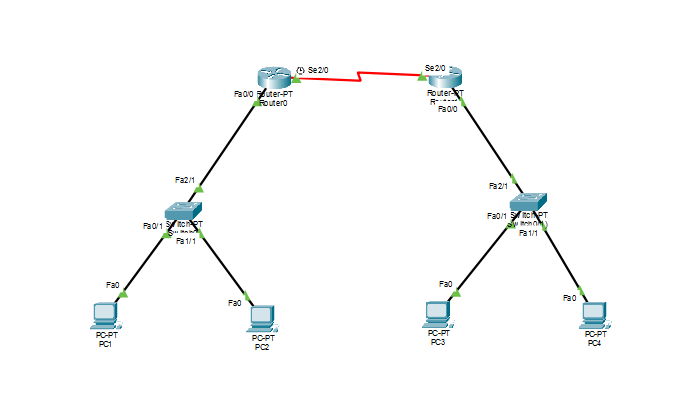 Se2/0
Se2/0
Fa0/0
Router-PT
Router0
Router-PT
Fa0/0
Fa2/1
Fa2/1
Fa0/1
Switch-PT
Fa1/1
Fa0/1
Switch-PT
Fa1/1
Fa0
Fa0
Fa0
Fa0
PC-PT
PC1
PC-PT
PC2
PC-PT
PC3
PC-PT
PC4